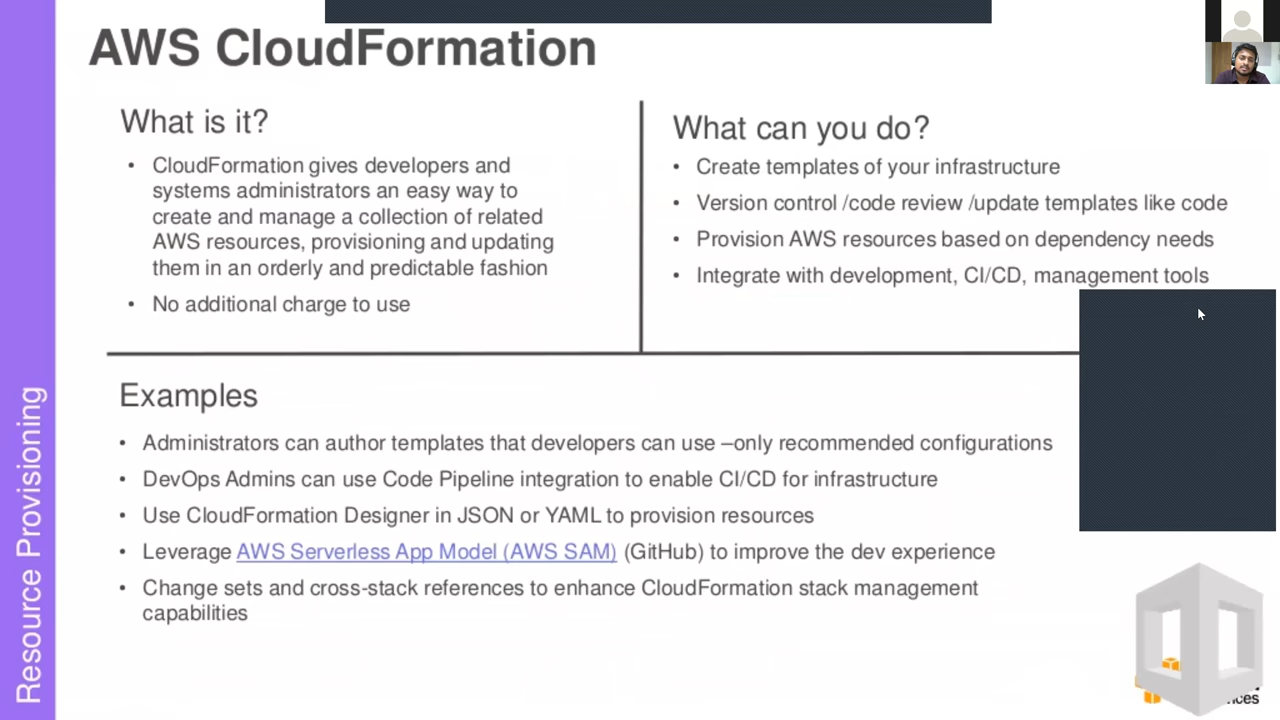 AWS CloudFormation
What is it?
• CloudFormation gives developers and
systems administrators an easy way to
create and manage a collection of related
AWS resources, provisioning and updating
them in an orderly and predictable fashion
• No additional charge to use
What can you do?
• Create templates of your infrastructure
• Version control /code review /update templates like code
• Provision AWS resources based on dependency needs
• Integrate with development, CI/CD, management tools
Examples
• Administrators can author templates that developers can use –only recommended configurations
• DevOps Admins can use Code Pipeline integration to enable CI/CD for infrastructure
• Use CloudFormation Designer in JSON or YAML to provision resources
• Leverage AWS Serverless App Model (AWS SAM) (GitHub) to improve the dev experience
• Change sets and cross-stack references to enhance CloudFormation stack management
capabilities
Resource Provisioning